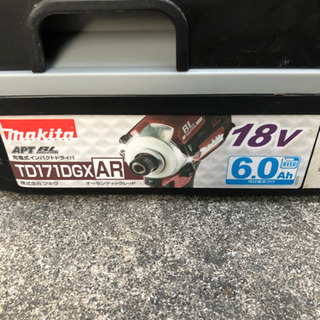 makita
APT BL
充電式インパクトドライバ
TD171DGXAR
株式会社マキタ オーセンティックレッド
BL
18V
6.0Ah